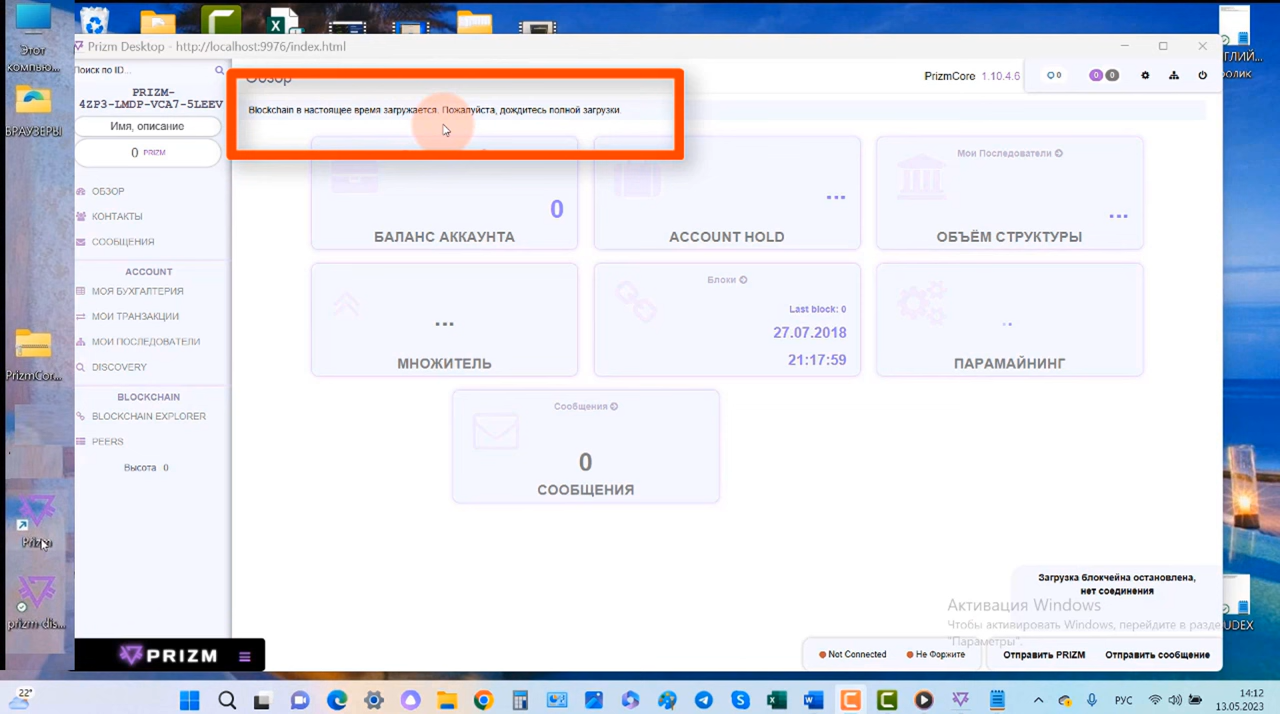 Этот
компью...
БРАУЗЕРЫ
PrizmCor...
Prizm
prizm-dis...
Prizm Desktop - http://localhost:9976/index.html
Поиск по ID...
PRIZM-
4ZP3-LMDP-VCA7-5LEEV
Имя, описание
0 PRIZM
ОБЗОР
КОНТАКТЫ
СООБЩЕНИЯ
ACCOUNT
МОЯ БУХГАЛТЕРИЯ
МОИ ТРАНЗАКЦИИ
МОИ ПОСЛЕДОВАТЕЛИ
DISCOVERY
BLOCKCHAIN
BLOCKCHAIN EXPLORER
PEERS
Высота 0
PRIZM
Обзор
PrizmCore 1.10.4.6
0
0 0
Blockchain в настоящее время загружается. Пожалуйста, дождитесь полной загрузки.
0
БАЛАНС АККАУНТА
...
ACCOUNT HOLD
Мои Последователи
...
ОБЪЁМ СТРУКТУРЫ
...
МНОЖИТЕЛЬ
Блоки
Last block: 0
27.07.2018
21:17:59
..
ПАРАМАЙНИНГ
Сообщения
0
СООБЩЕНИЯ
Загрузка блокчейна остановлена,
нет соединения
Активация Windows
Чтобы активировать Windows, перейдите в разде
"Параметры".
Not Connected
Не Форжите
Отправить PRIZM
Отправить сообщение
22°
РУС
14:12
13.05.2023